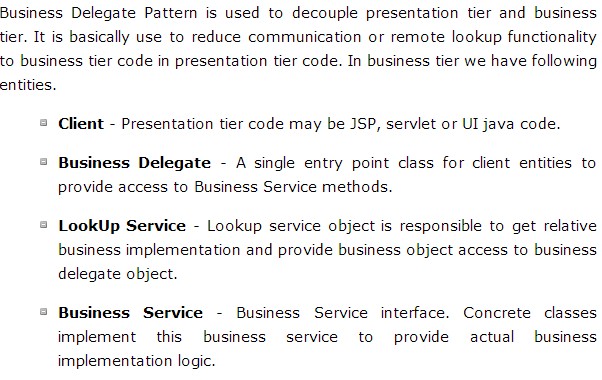 Business Delegate Pattern is used to decouple presentation tier and business
tier. It is basically use to reduce communication or remote lookup functionality
to business tier code in presentation tier code. In business tier we have following
entities.
Client - Presentation tier code may be JSP, servlet or UI java code.
Business Delegate - A single entry point class for client entities to
provide access to Business Service methods.
LookUp Service - Lookup service object is responsible to get relative
business implementation and provide business object access to business
delegate object.
Business Service - Business Service interface. Concrete classes
implement this business service to provide actual business
implementation logic.